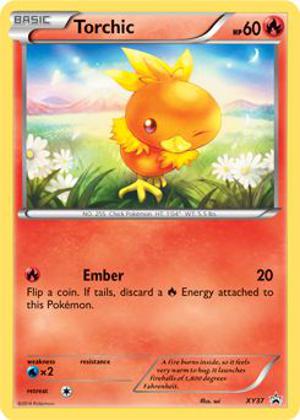 BASIC
Torchic HP60
NO. 255 Chick Pokémon HT: 1'04" WT: 5.5 lbs.
Ember 20
Flip a coin. If tails, discard a Energy attached to
this Pokémon.
weakness resistance
×2
retreat
A fire burns inside, so it feels
very warm to hug. It launches
fireballs of 1,800 degrees
Fahrenheit.
Illus. sui
XY37
©2014 Pokémon